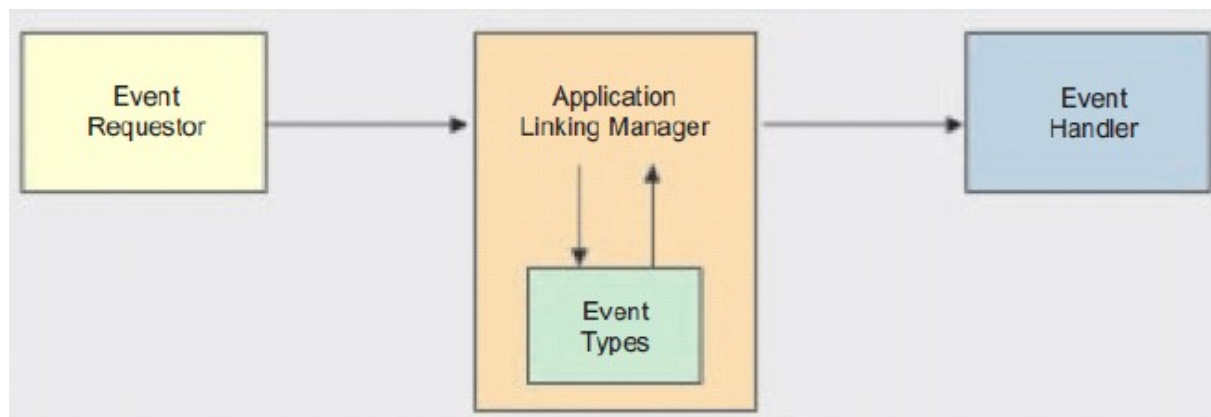 Event
Requestor
Application
Linking Manager
Event
Types
Event
Handler